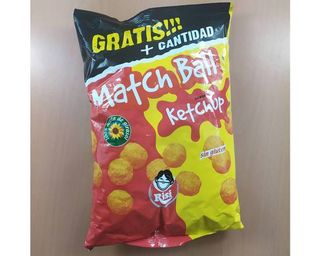 GRATIS!!!
+ CANTIDAD
Match Ball
Ketchup
sin gluten
Risi